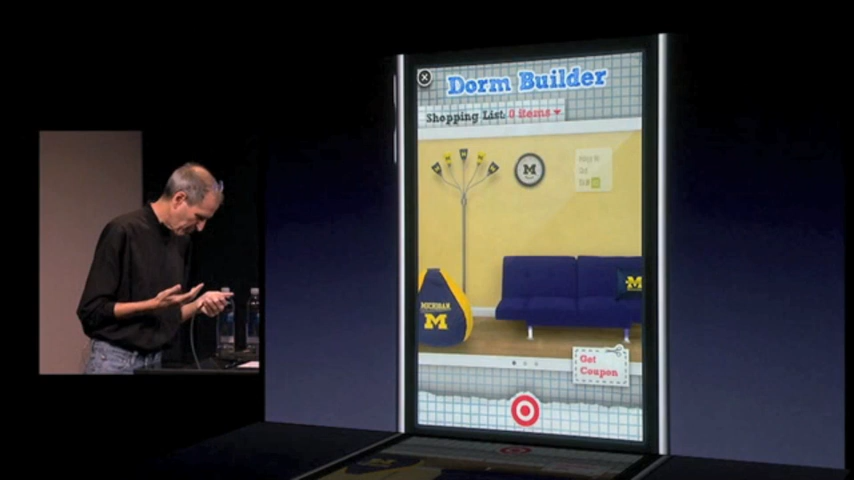 Dorm Builder
Shopping List 0 items
M
MICHIGAN
M
M
Get
Coupon